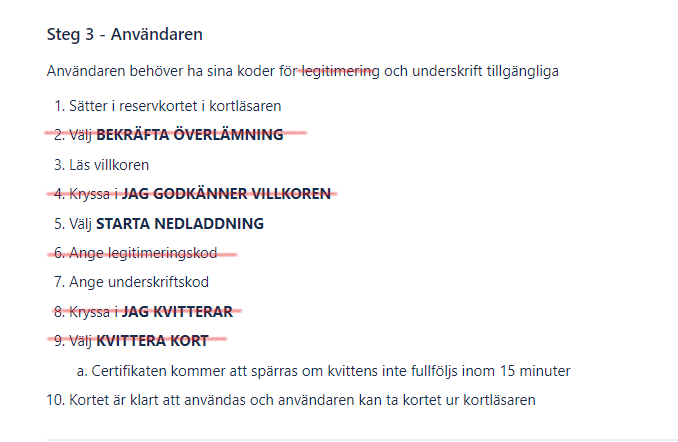 Steg 3 - Användaren
Användaren behöver ha sina koder för legitimering och underskrift tillgängliga
1. Sätter i reservkortet i kortläsaren
2. Välj BEKRÄFTA ÖVERLÄMNING
3. Läs villkoren
4. Kryssa i JAG GODKÄNNER VILLKOREN
5. Välj STARTA NEDLADDNING
6. Ange legitimeringskod
7. Ange underskriftskod
8. Kryssa i JAG KVITTERAR
9. Välj KVITTERA KORT
a. Certifikaten kommer att spärras om kvittens inte fullföljs inom 15 minuter
10. Kortet är klart att användas och användaren kan ta kortet ur kortläsaren